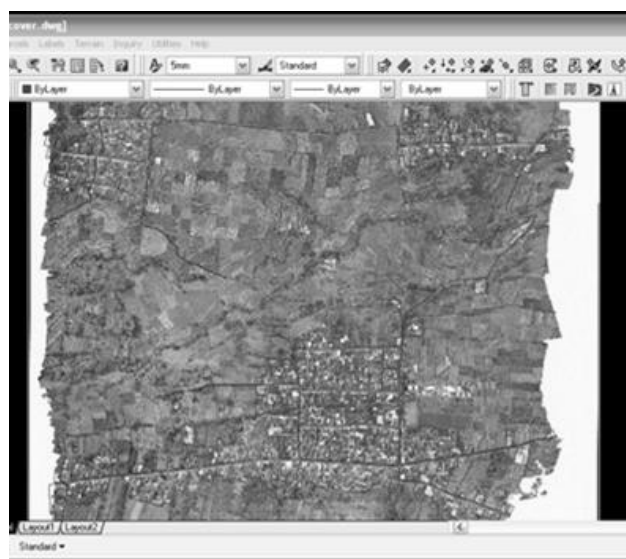 cover.dwg]
Labels Terrain Inquiry Utilities Help
5mm Standard
ByLayer ByLayer ByLayer ByLayer
Layout1 Layout2
Standard